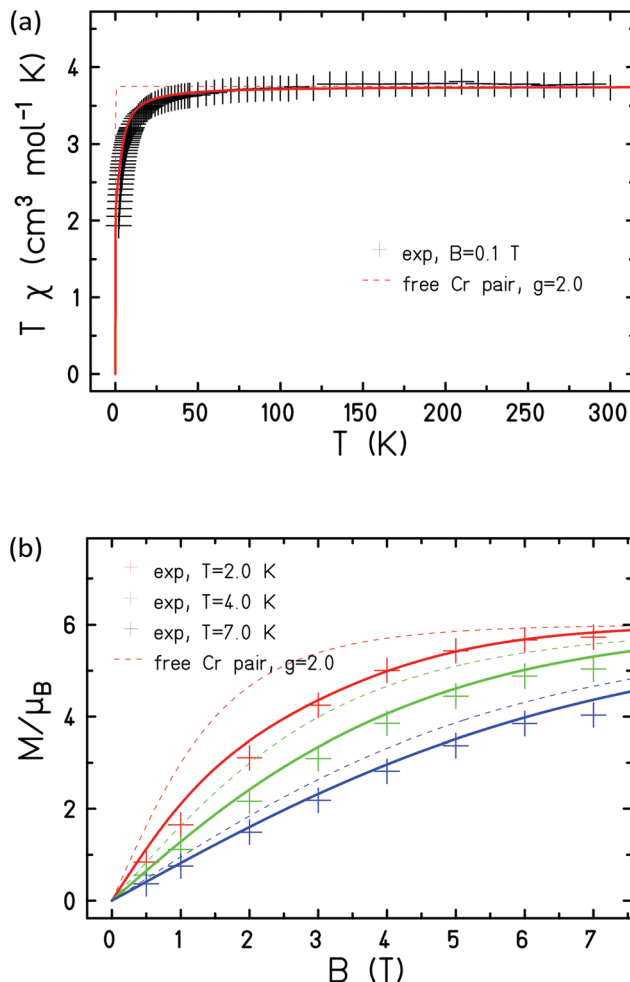 (a)
T χ (cm³ mol⁻¹ K)
4
3
2
1
0
exp, B=0.1 T
free Cr pair, g=2.0
0 50 100 150 200 250 300
T (K)
(b)
M/μ_B
6
4
2
0
exp, T=2.0 K
exp, T=4.0 K
exp, T=7.0 K
free Cr pair, g=2.0
0 1 2 3 4 5 6 7
B (T)